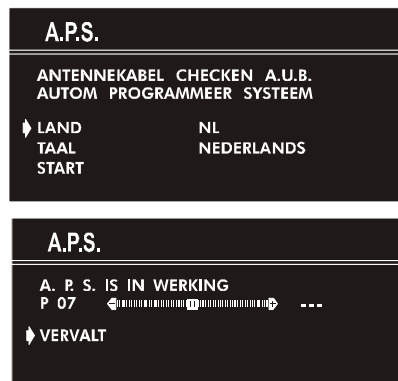 A.P.S.
ANTENNEKABEL CHECKEN A.U.B.
AUTOM PROGRAMMEER SYSTEEM
LAND NL
TAAL NEDERLANDS
START
A.P.S.
A. P. S. IS IN WERKING
P 07 - + ---
VERVALT